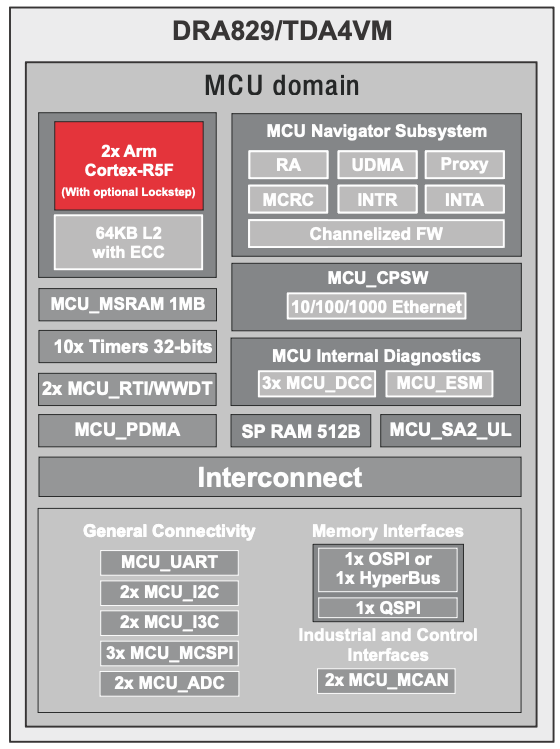 DRA829/TDA4VM
MCU domain
2x Arm
Cortex-R5F
(With optional Lockstep)
64KB L2
with ECC
MCU_MSRAM 1MB
10x Timers 32-bits
2x MCU_RTI/WWDT
MCU_PDMA
MCU Navigator Subsystem
RA
UDMA
Proxy
MCRC
INTR
INTA
Channelized FW
MCU_CPSW
10/100/1000 Ethernet
MCU Internal Diagnostics
3x MCU_DCC
MCU_ESM
SP RAM 512B
MCU_SA2_UL
Interconnect
General Connectivity
MCU_UART
2x MCU_I2C
2x MCU_I3C
3x MCU_MCSPI
2x MCU_ADC
Memory Interfaces
1x OSPI or
1x HyperBus
1x QSPI
Industrial and Control
Interfaces
2x MCU_MCAN